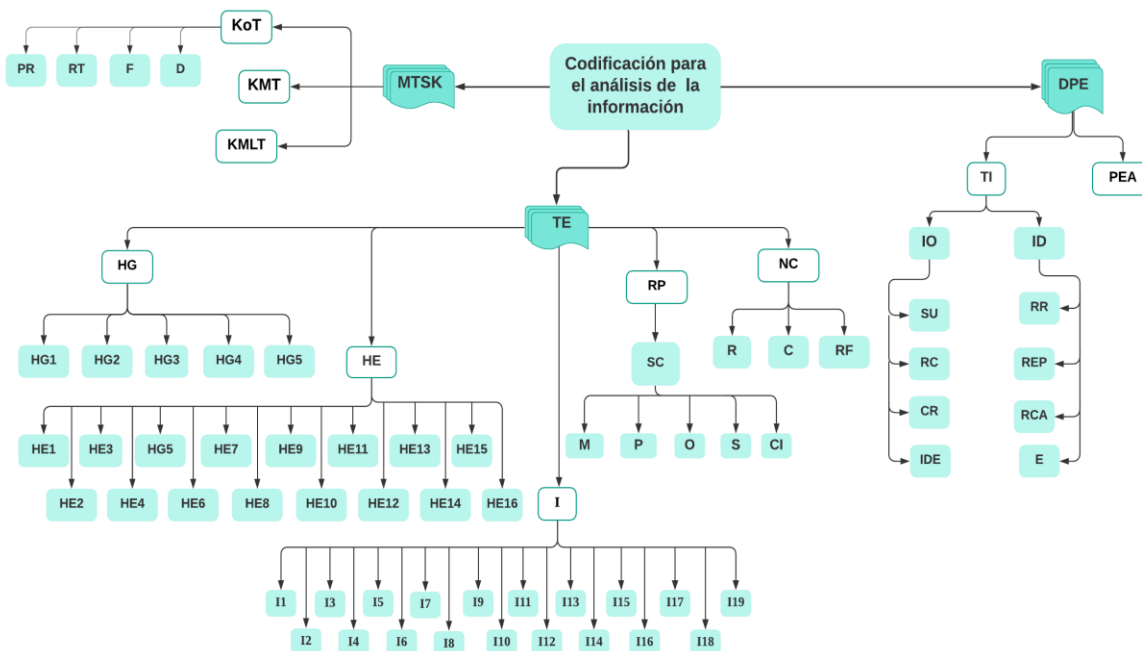 KoT
PR
RT
F
D
KMT
MTSK
KMLT
Codificación para
el análisis de la
información
DPE
TI
PEA
IO
ID
SU
RR
RC
REP
CR
RCA
IDE
E
TE
HG
HE
RP
NC
HG1
HG2
HG3
HG4
HG5
SC
R
C
RF
M
P
O
S
CI
HE1
HE3
HG5
HE7
HE9
HE11
HE13
HE15
HE2
HE4
HE6
HE8
HE10
HE12
HE14
HE16
I
I1
I3
I5
I7
I9
I11
I13
I15
I17
I19
I2
I4
I6
I8
I10
I12
I14
I16
I18